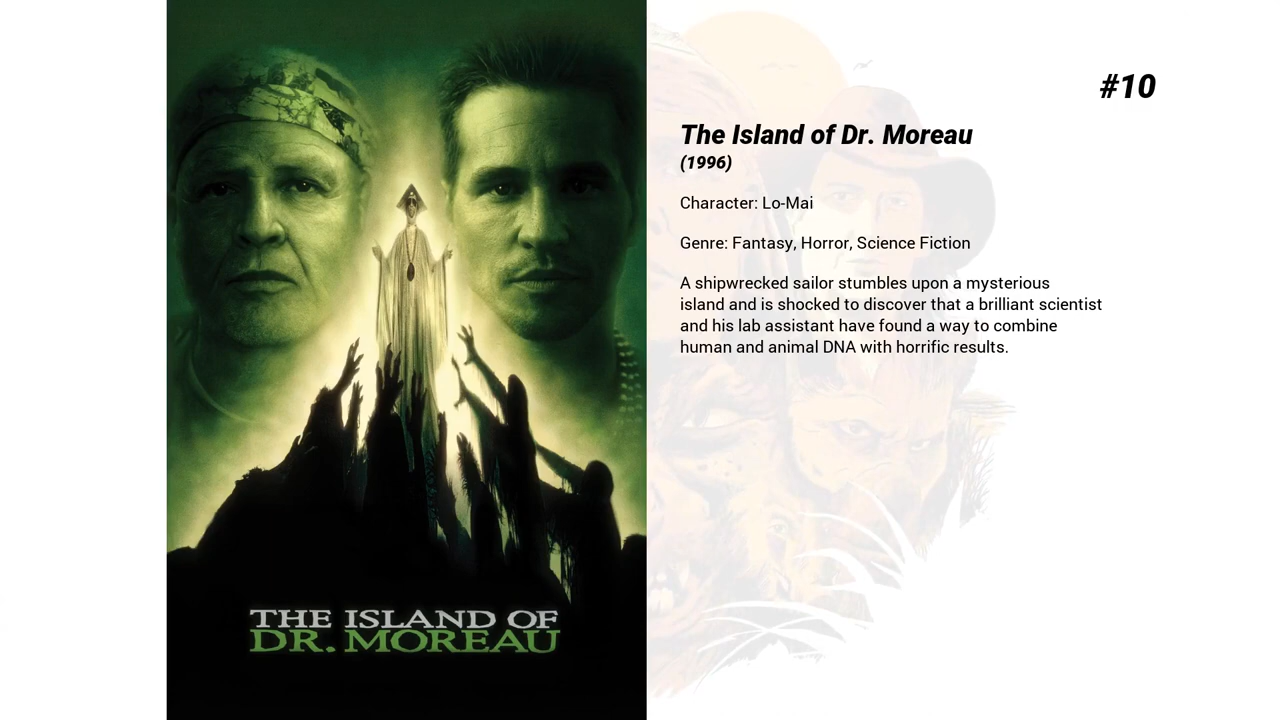 THE ISLAND OF
DR. MOREAU
#10
The Island of Dr. Moreau
(1996)
Character: Lo-Mai
Genre: Fantasy, Horror, Science Fiction
A shipwrecked sailor stumbles upon a mysterious
island and is shocked to discover that a brilliant scientist
and his lab assistant have found a way to combine
human and animal DNA with horrific results.